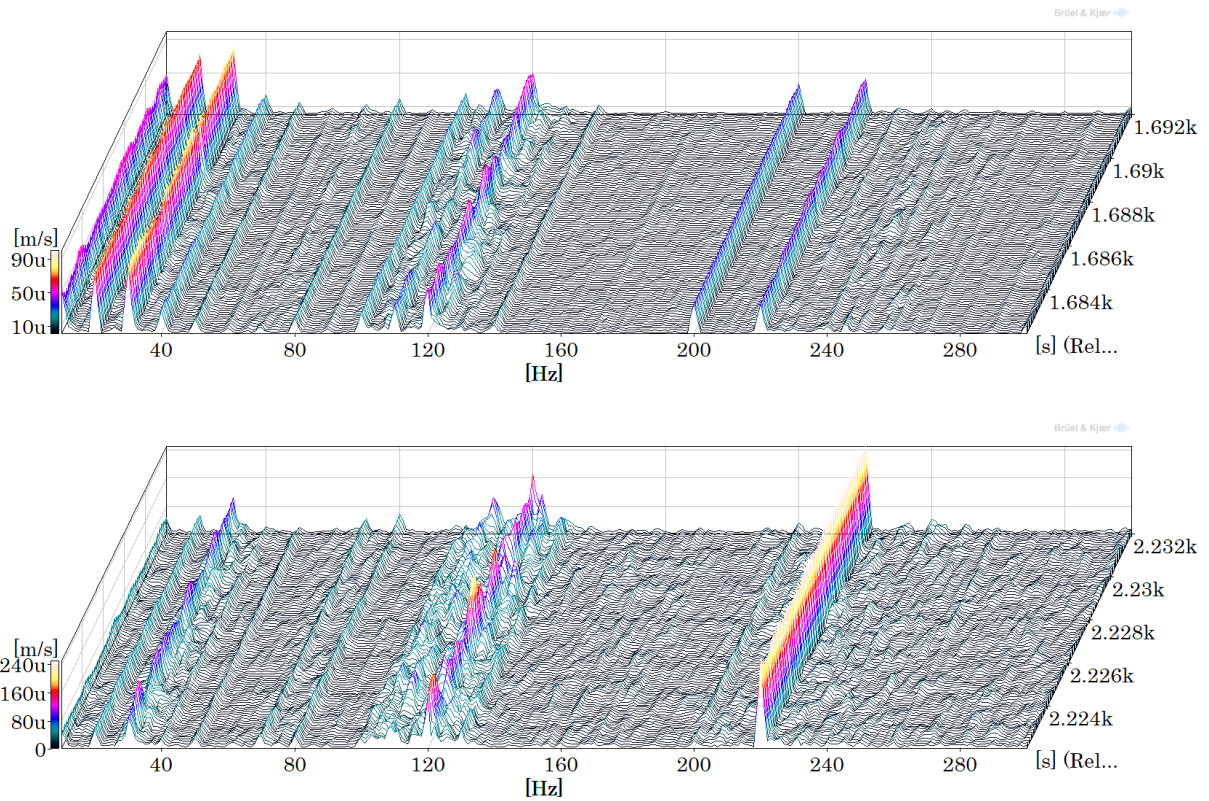 Brüel & Kjær
[m/s]
90u
50u
10u
1.692k
1.69k
1.688k
1.686k
1.684k
40 80 120 160 200 240 280
[s] (Rel...
[Hz]
Brüel & Kjær
[m/s]
240u
160u
80u
0
2.232k
2.23k
2.228k
2.226k
2.224k
40 80 120 160 200 240 280
[s] (Rel...
[Hz]